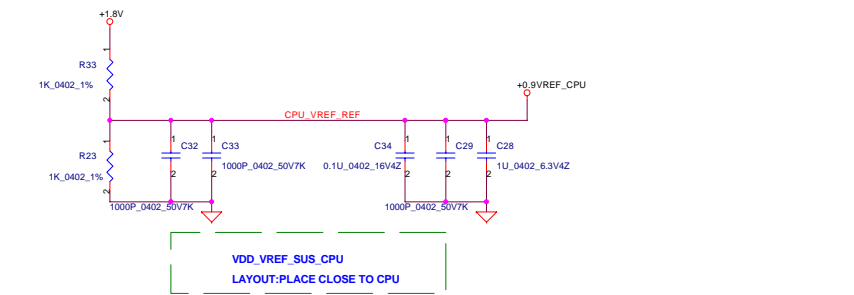 +1.8V
1
R33
1K_0402_1%
2
+0.9VREF_CPU
CPU_VREF_REF
1
R23
1K_0402_1%
2
1
C32
2
1
C33
1000P_0402_50V7K
2
C34
1
0.1U_0402_16V4Z
2
1
C29
2
1
C28
1U_0402_6.3V4Z
2
1000P_0402_50V7K
1000P_0402_50V7K
VDD_VREF_SUS_CPU
LAYOUT:PLACE CLOSE TO CPU